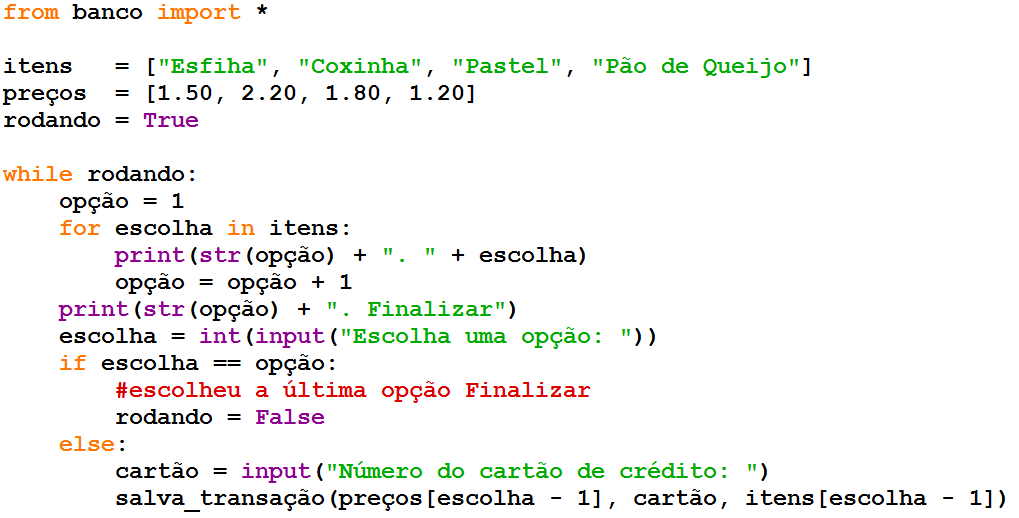 from banco import *
itens   = ["Esfiha", "Coxinha", "Pastel", "Pão de Queijo"]
preços  = [1.50, 2.20, 1.80, 1.20]
rodando = True
while rodando:
    opção = 1
    for escolha in itens:
        print(str(opção) + ". " + escolha)
        opção = opção + 1
    print(str(opção) + ". Finalizar")
    escolha = int(input("Escolha uma opção: "))
    if escolha == opção:
        #escolheu a última opção Finalizar
        rodando = False
    else:
        cartão = input("Número do cartão de crédito: ")
        salva_transação(preços[escolha - 1], cartão, itens[escolha - 1])